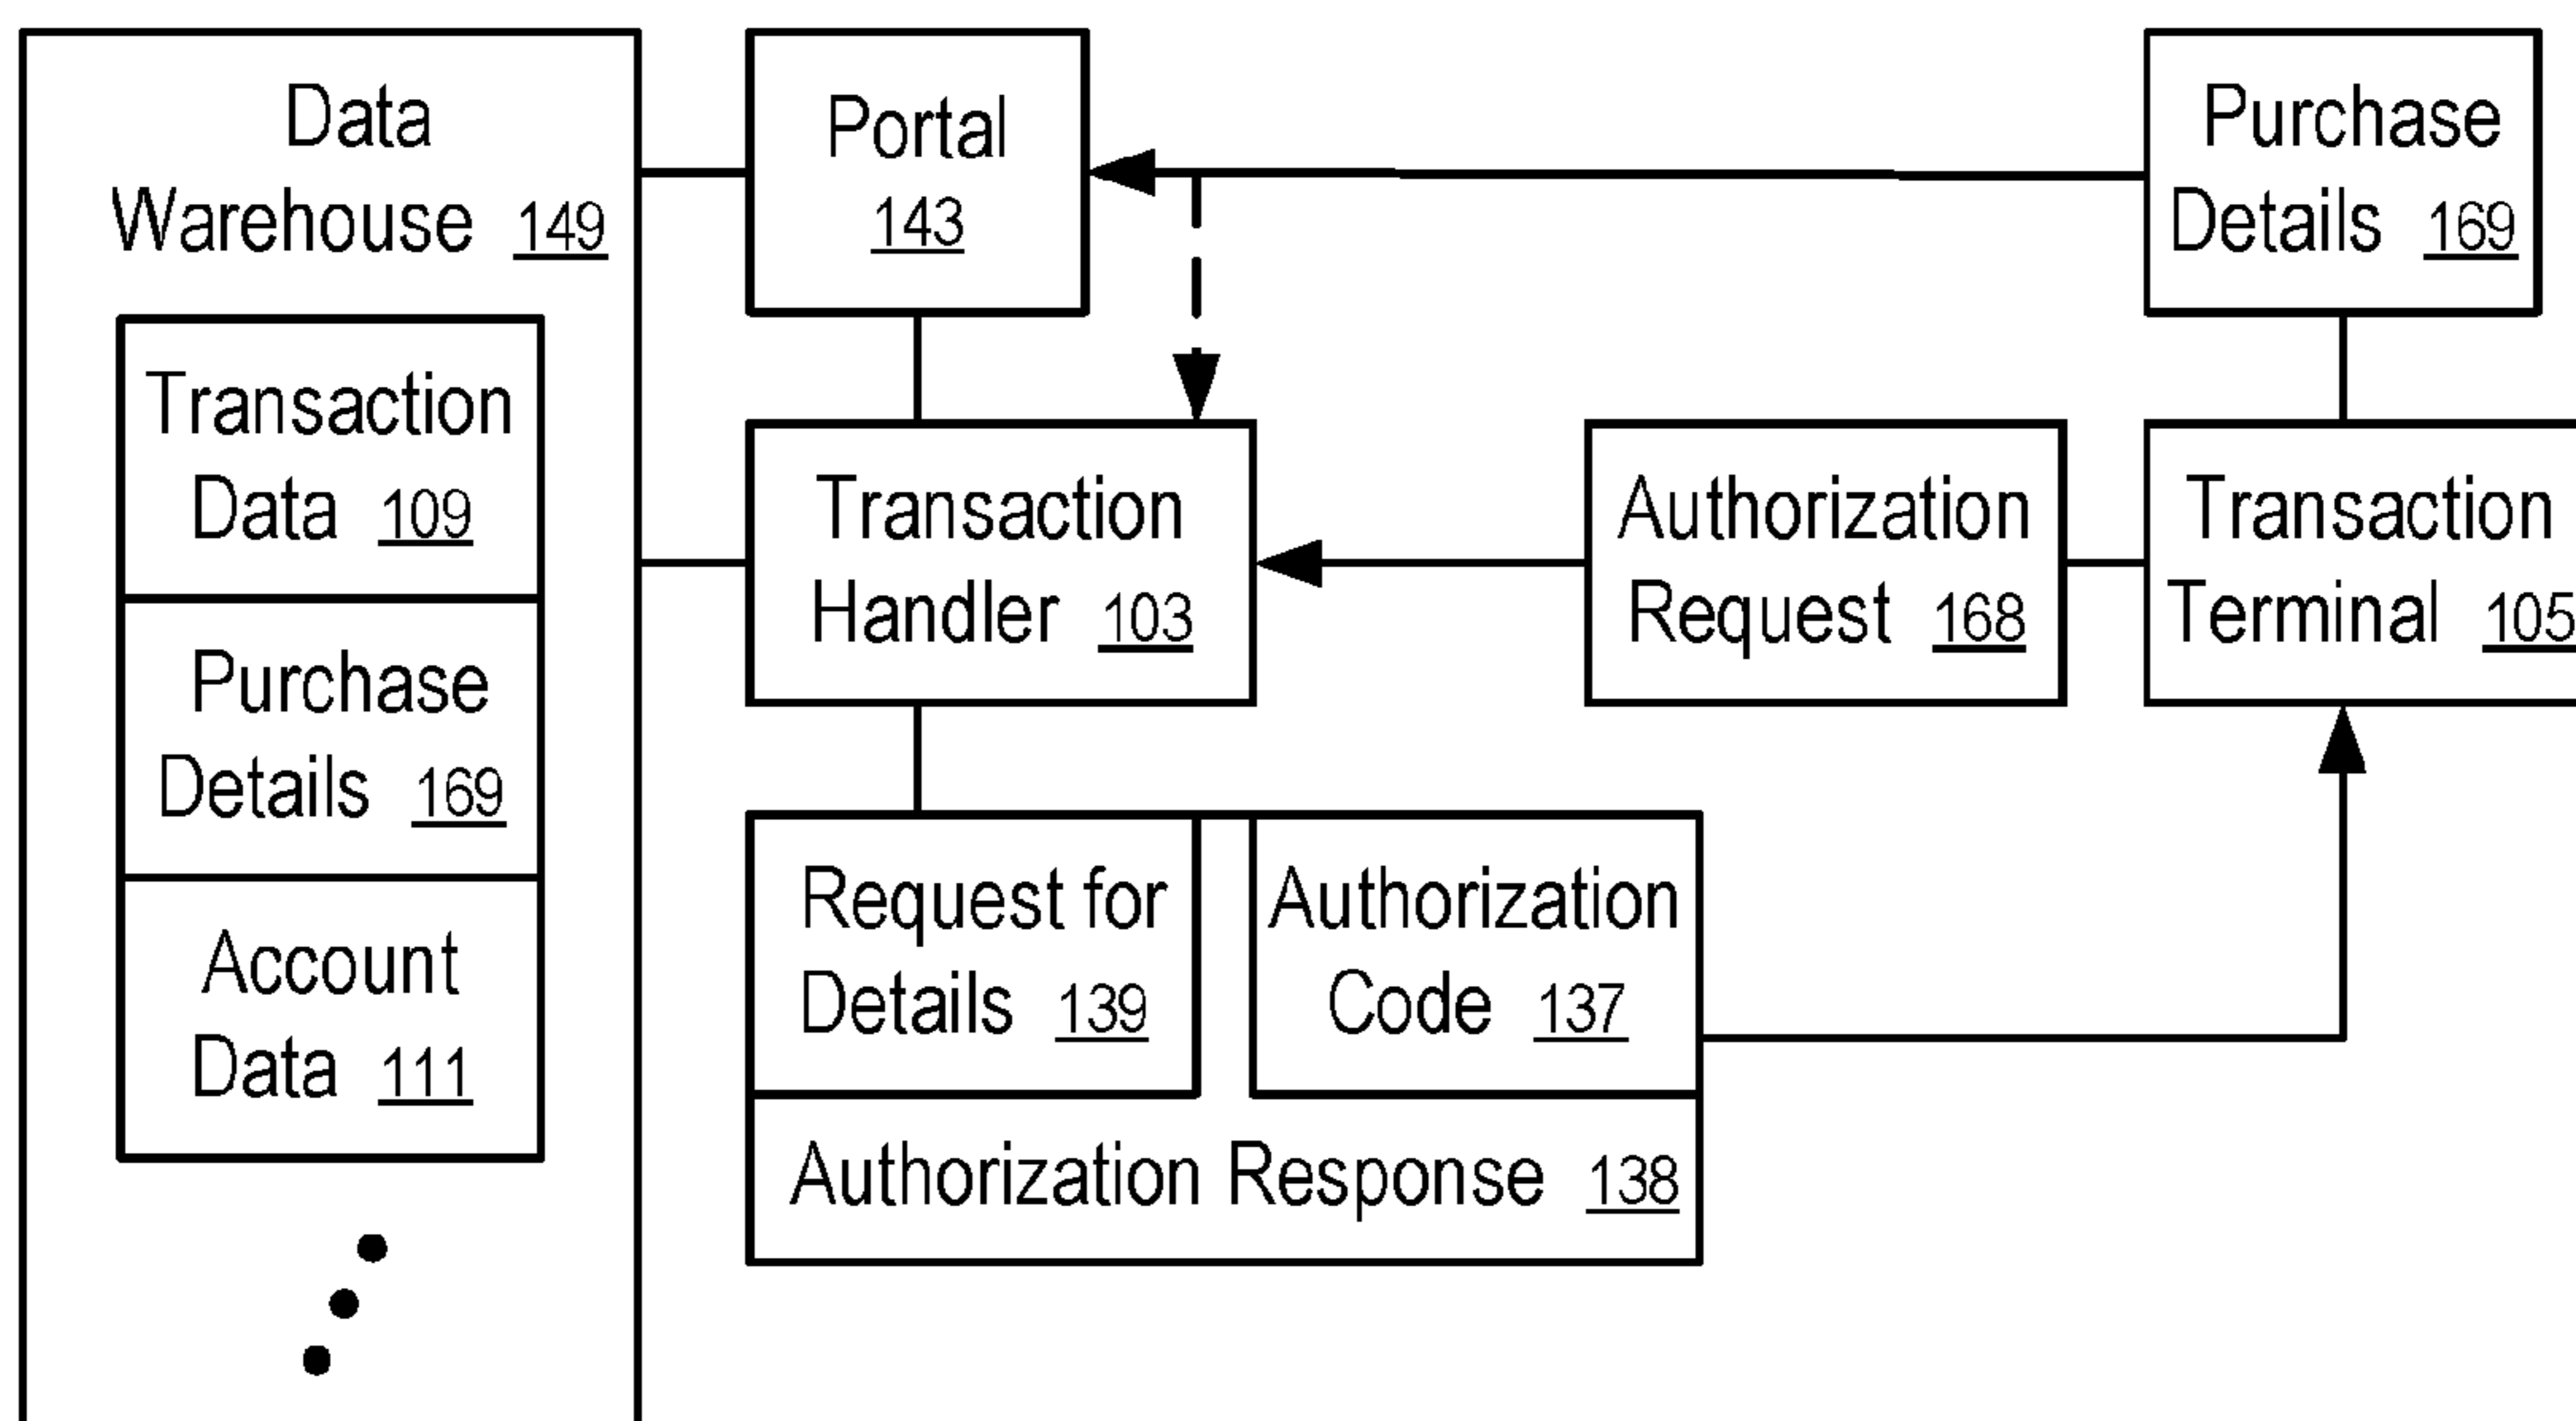 Data
Warehouse 149
Transaction
Data 109
Purchase
Details 169
Account
Data 111
Portal
143
Purchase
Details 169
Transaction
Handler 103
Authorization
Request 168
Transaction
Terminal 105
Request for
Details 139
Authorization
Code 137
Authorization Response 138